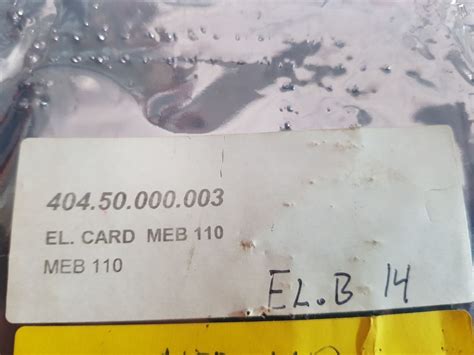 404.50.000.003
EL. CARD MEB 110
MEB 110
EL.B 14